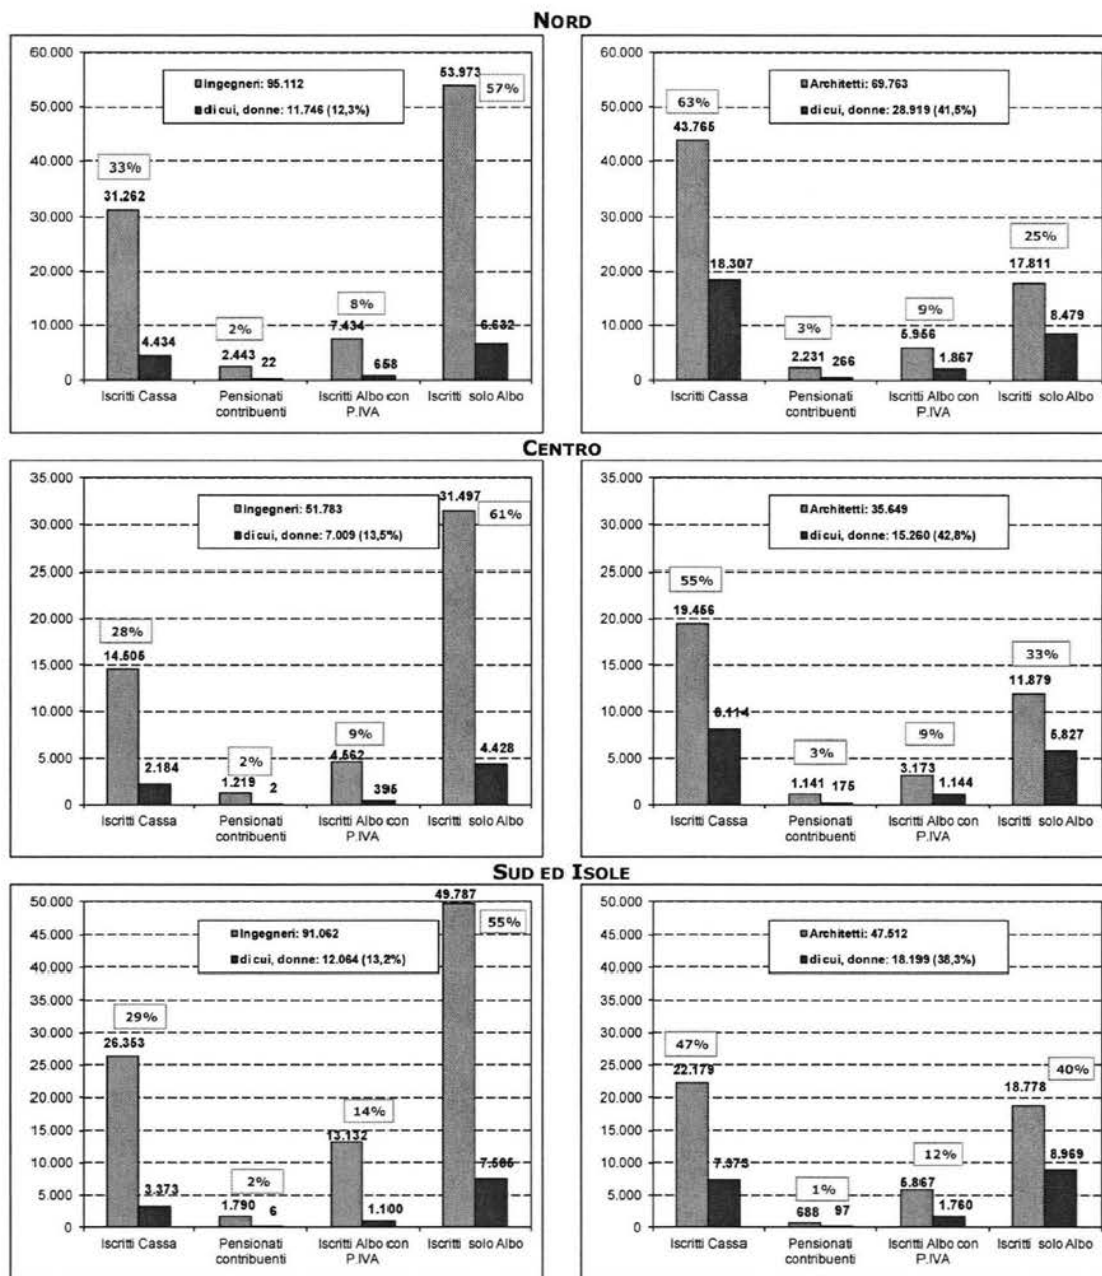 NORD
60.000
50.000
40.000
30.000
20.000
10.000
0
Ingegneri: 95.112
di cui, donne: 11.746 (12,3%)
33%
31.262
4.434
2%
2.443
22
8%
7.434
658
53.973
57%
6.632
Iscritti Cassa
Pensionati
contribuenti
Iscritti Albo con
P.IVA
Iscritti solo Albo
60.000
50.000
40.000
30.000
20.000
10.000
0
Architetti: 69.763
di cui, donne: 28.919 (41,5%)
63%
43.765
18.307
3%
2.231
266
9%
5.956
1.867
25%
17.811
8.479
Iscritti Cassa
Pensionati
contribuenti
Iscritti Albo con
P.IVA
Iscritti solo Albo
CENTRO
35.000
30.000
25.000
20.000
15.000
10.000
5.000
0
Ingegneri: 51.783
di cui, donne: 7.009 (13,5%)
28%
14.505
2.184
2%
1.219
2
9%
4.562
395
31.497
61%
4.428
Iscritti Cassa
Pensionati
contribuenti
Iscritti Albo con
P.IVA
Iscritti solo Albo
35.000
30.000
25.000
20.000
15.000
10.000
5.000
0
Architetti: 35.649
di cui, donne: 15.260 (42,8%)
55%
19.456
8.114
3%
1.141
175
9%
3.173
1.144
33%
11.879
5.827
Iscritti Cassa
Pensionati
contribuenti
Iscritti Albo con
P.IVA
Iscritti solo Albo
SUD ED ISOLE
50.000
45.000
40.000
35.000
30.000
25.000
20.000
15.000
10.000
5.000
0
Ingegneri: 91.062
di cui, donne: 12.064 (13,2%)
29%
26.353
3.373
2%
1.790
6
14%
13.132
1.100
49.787
55%
7.585
Iscritti Cassa
Pensionati
contribuenti
Iscritti Albo con
P.IVA
Iscritti solo Albo
50.000
45.000
40.000
35.000
30.000
25.000
20.000
15.000
10.000
5.000
0
Architetti: 47.512
di cui, donne: 18.199 (38,3%)
47%
22.179
7.373
1%
688
97
12%
5.867
1.760
40%
18.778
8.969
Iscritti Cassa
Pensionati
contribuenti
Iscritti Albo con
P.IVA
Iscritti solo Albo